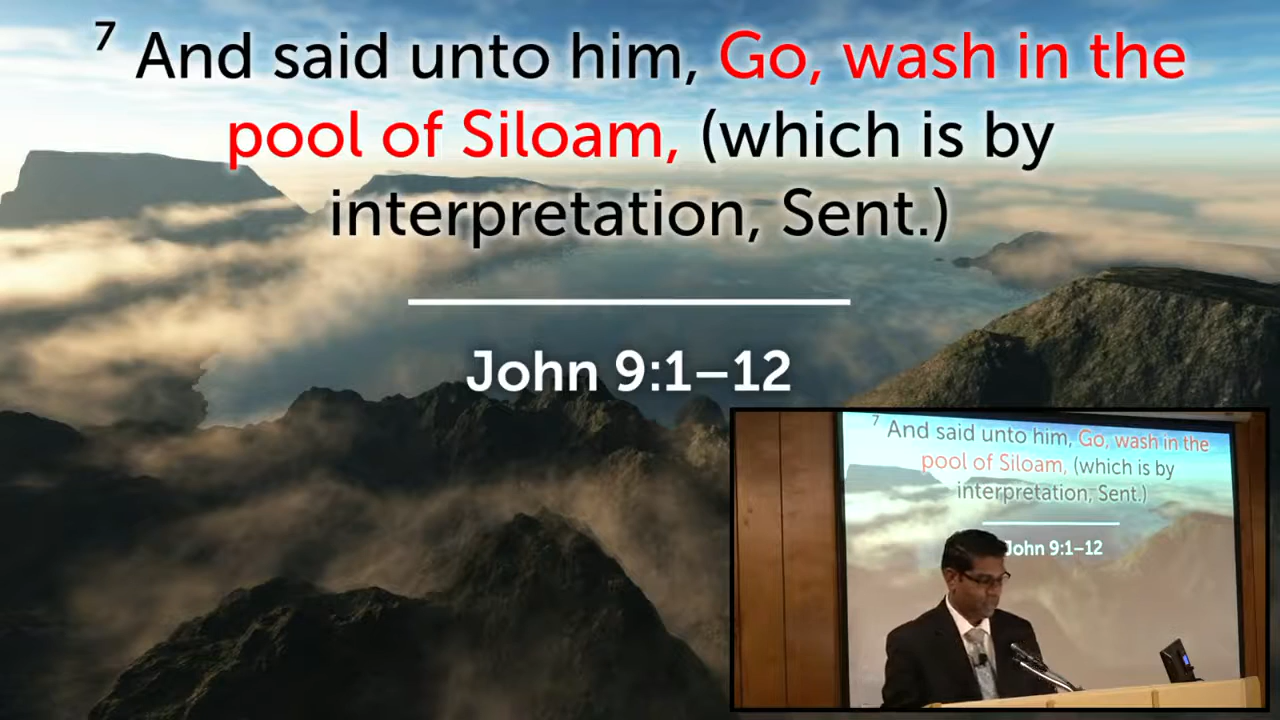 7 And said unto him, Go, wash in the
pool of Siloam, (which is by
interpretation, Sent.)
John 9:1–12
7 And said unto him, Go, wash in the
pool of Siloam, (which is by
interpretation, Sent.)
John 9:1–12